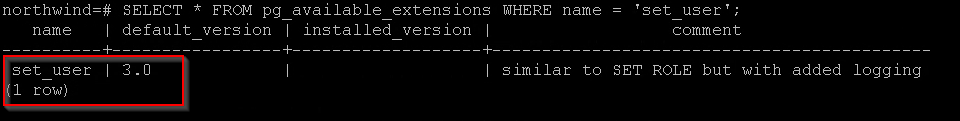 northwind=# SELECT * FROM pg_available_extensions WHERE name = 'set_user';
   name   | default_version | installed_version |                  comment
----------+-----------------+-------------------+--------------------------------------------
 set_user | 3.0             |                   | similar to SET ROLE but with added logging
(1 row)